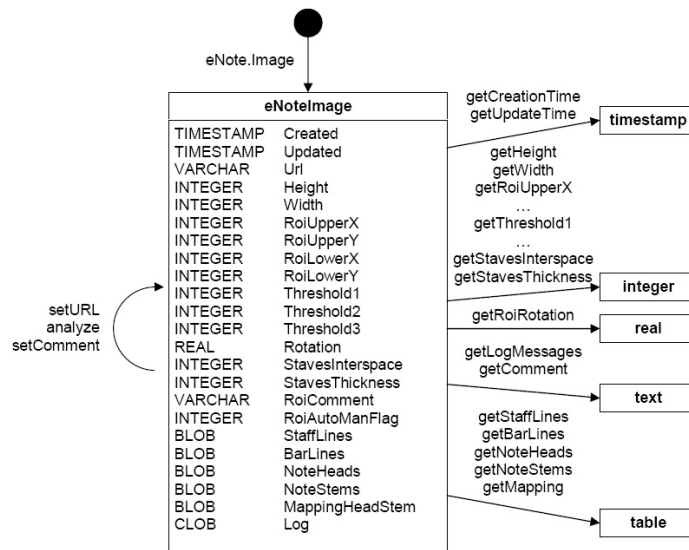 eNote.Image
eNoteImage
TIMESTAMP Created
TIMESTAMP Updated
VARCHAR Url
INTEGER Height
INTEGER Width
INTEGER RoiUpperX
INTEGER RoiUpperY
INTEGER RoiLowerX
INTEGER RoiLowerY
INTEGER Threshold1
INTEGER Threshold2
INTEGER Threshold3
REAL Rotation
INTEGER StavesInterspace
INTEGER StavesThickness
VARCHAR RoiComment
INTEGER RoiAutoManFlag
BLOB StaffLines
BLOB BarLines
BLOB NoteHeads
BLOB NoteStems
BLOB MappingHeadStem
CLOB Log
setURL
analyze
setComment
getCreationTime
getUpdateTime
timestamp
getHeight
getWidth
getRoiUpperX
...
getThreshold1
...
getStavesInterspace
getStavesThickness
integer
getRoiRotation
real
getLogMessages
getComment
text
getStaffLines
getBarLines
getNoteHeads
getNoteStems
getMapping
table